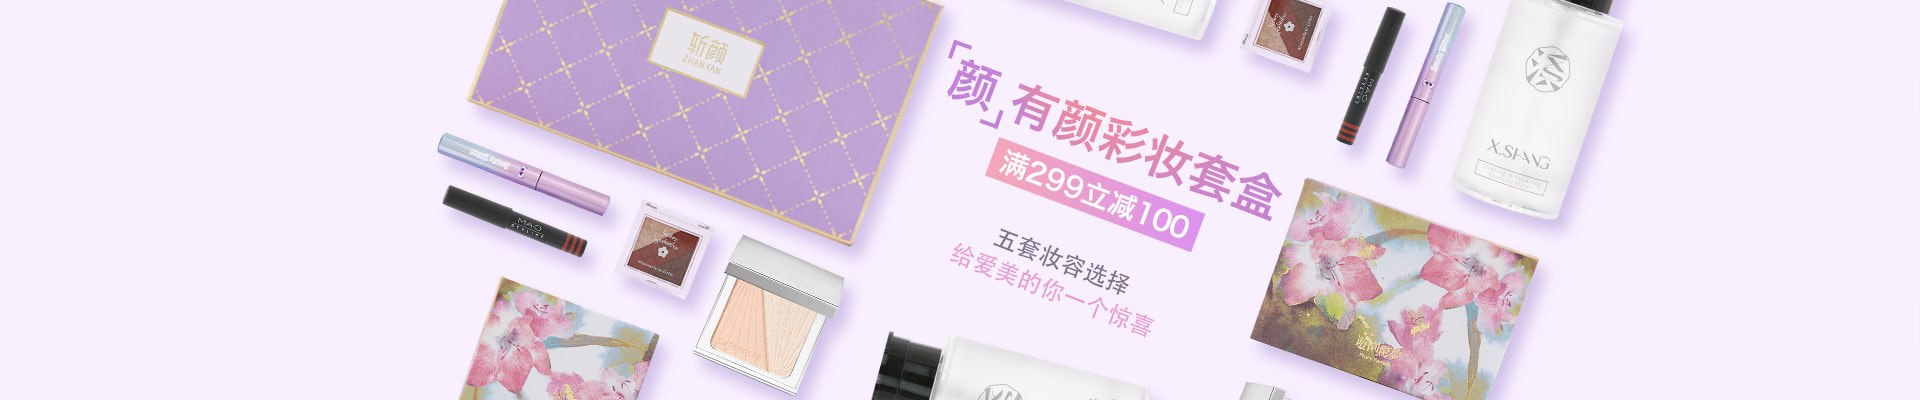 斩颜
ZHANYAN
「颜」有颜彩妆套盒
满299立减100
五套妆容选择
给爱美的你一个惊喜
MAO
X.SHANG